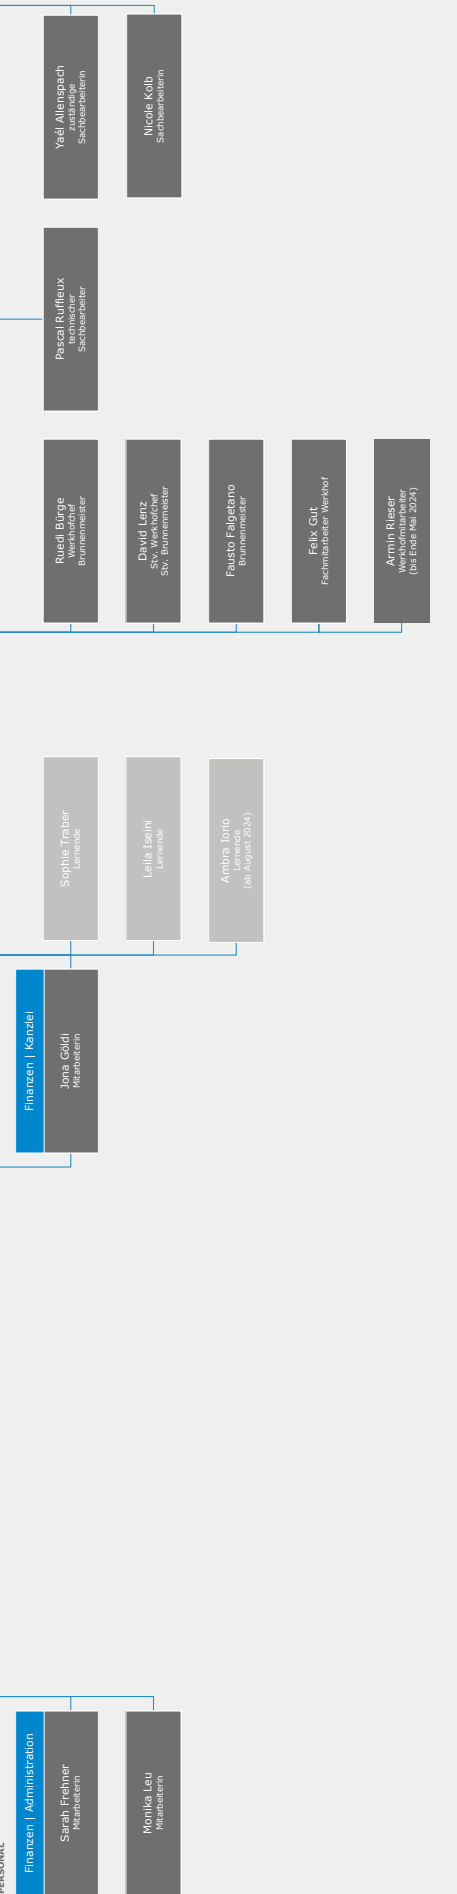 Yaël Allenspach
zuständige
Sachbearbeiterin
Nicole Kolb
Sachbearbeiterin
Pascal Ruffieux
technischer
Sachbearbeiter
Ruedi Bürge
Werkhofchef
Brunnenmeister
David Lenz
Stv. Werkhofchef
Stv. Brunnenmeister
Fausto Falgetano
Brunnenmeister
Felix Gut
Fachmitarbeiter Werkhof
Armin Rieser
Werkhofmitarbeiter
(bis Ende Mai 2024)
Sophie Traber
Lernende
Leila Iseini
Lernende
Ambra Iorio
Lernende
(ab August 2024)
Finanzen | Kanzlei
Jona Göldi
Mitarbeiterin
Finanzen | Administration
Sarah Frehner
Mitarbeiterin
Monika Leu
Mitarbeiterin
PERSONAL